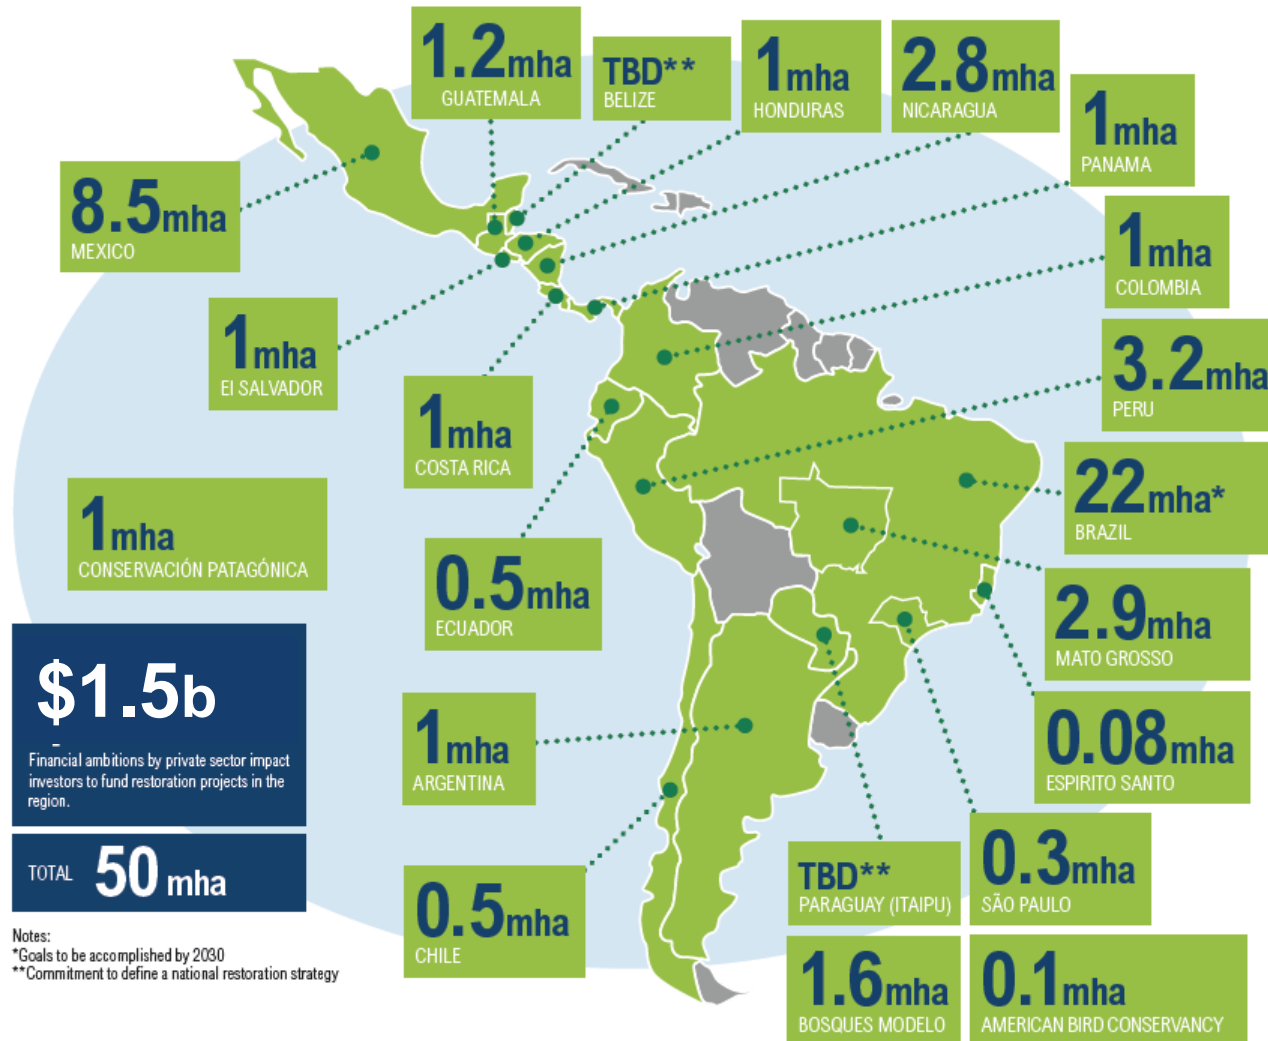 1.2mha
GUATEMALA
TBD**
BELIZE
1mha
HONDURAS
2.8mha
NICARAGUA
1mha
PANAMA
8.5mha
MEXICO
1mha
COLOMBIA
1mha
El SALVADOR
3.2mha
PERU
1mha
COSTA RICA
22mha*
BRAZIL
1mha
CONSERVACIÓN PATAGÓNICA
0.5mha
ECUADOR
2.9mha
MATO GROSSO
$1.5b
Financial ambitions by private sector impact
investors to fund restoration projects in the
region.
1mha
ARGENTINA
0.08mha
ESPIRITO SANTO
TOTAL 50 mha
0.5mha
CHILE
TBD**
PARAGUAY (ITAIPU)
0.3mha
SÃO PAULO
1.6mha
BOSQUES MODELO
0.1mha
AMERICAN BIRD CONSERVANCY
Notes:
*Goals to be accomplished by 2030
**Commitment to define a national restoration strategy